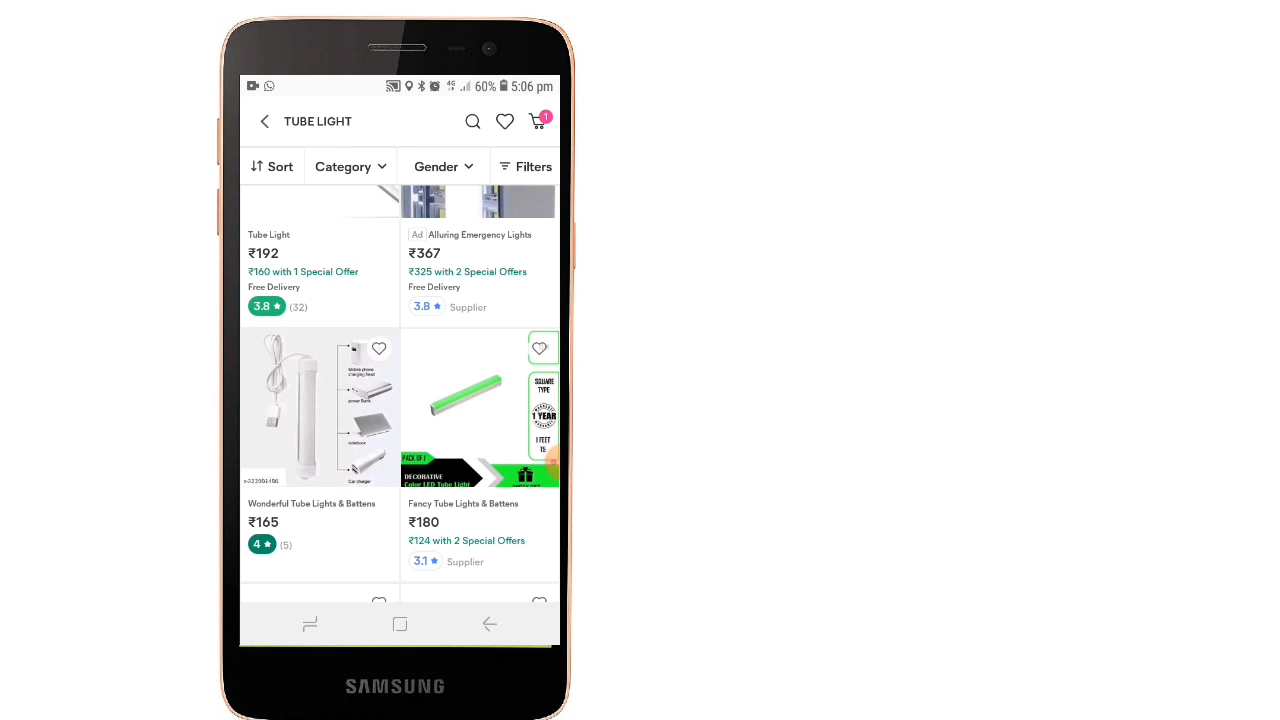 60% 5:06 pm
TUBE LIGHT
1
Sort Category Gender Filters
Tube Light
₹192
₹160 with 1 Special Offer
Free Delivery
3.8 ★ (32)
Ad Alluring Emergency Lights
₹367
₹325 with 2 Special Offers
Free Delivery
3.8 ★ Supplier
Mobile phone
charging head
power Bank
notebook
Car charger
s-223901486
Wonderful Tube Lights & Battens
₹165
4 ★ (5)
SQUARE
TYPE
1 YEAR
1 FEET
PACK OF 1
DECORATIVE
Color LED Tube Light
Fancy Tube Lights & Battens
₹180
₹124 with 2 Special Offers
3.1 ★ Supplier
SAMSUNG